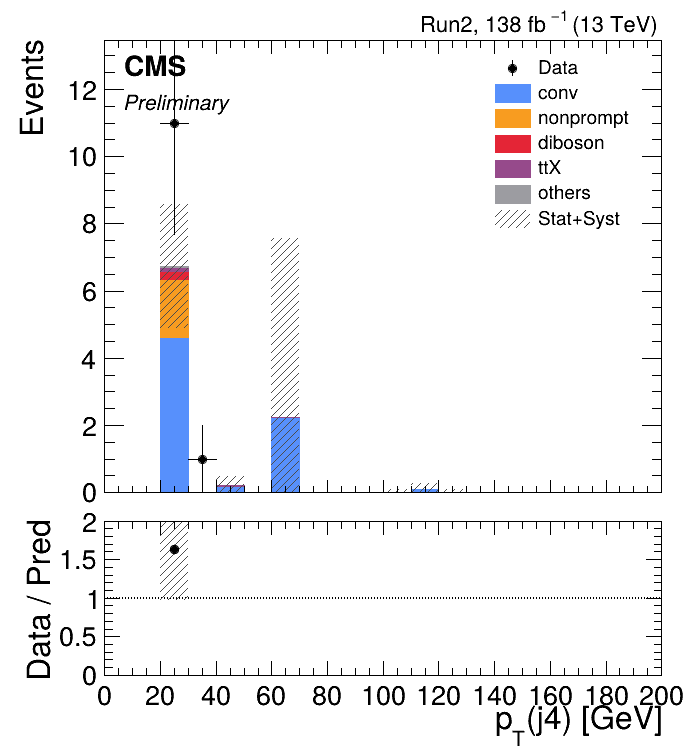 Run2, 138 fb⁻¹ (13 TeV)
CMS
Preliminary
Events
Data
conv
nonprompt
diboson
ttX
others
Stat+Syst
12
10
8
6
4
2
0
Data / Pred
2
1.5
1
0.5
0
0 20 40 60 80 100 120 140 160 180 200
p_T(j4) [GeV]